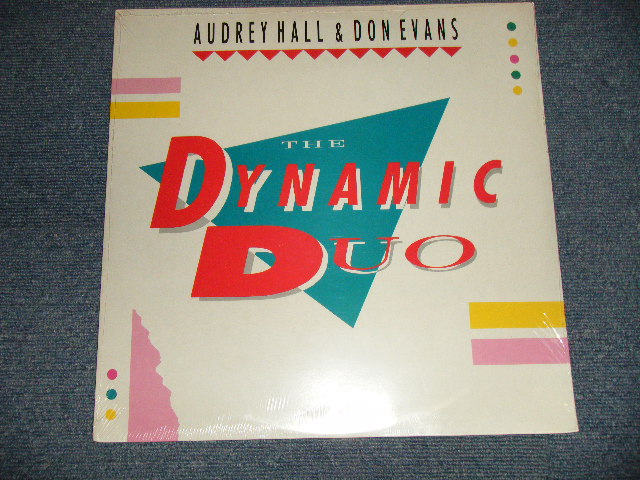 AUDREY HALL & DON EVANS
THE
DYNAMIC
DUO